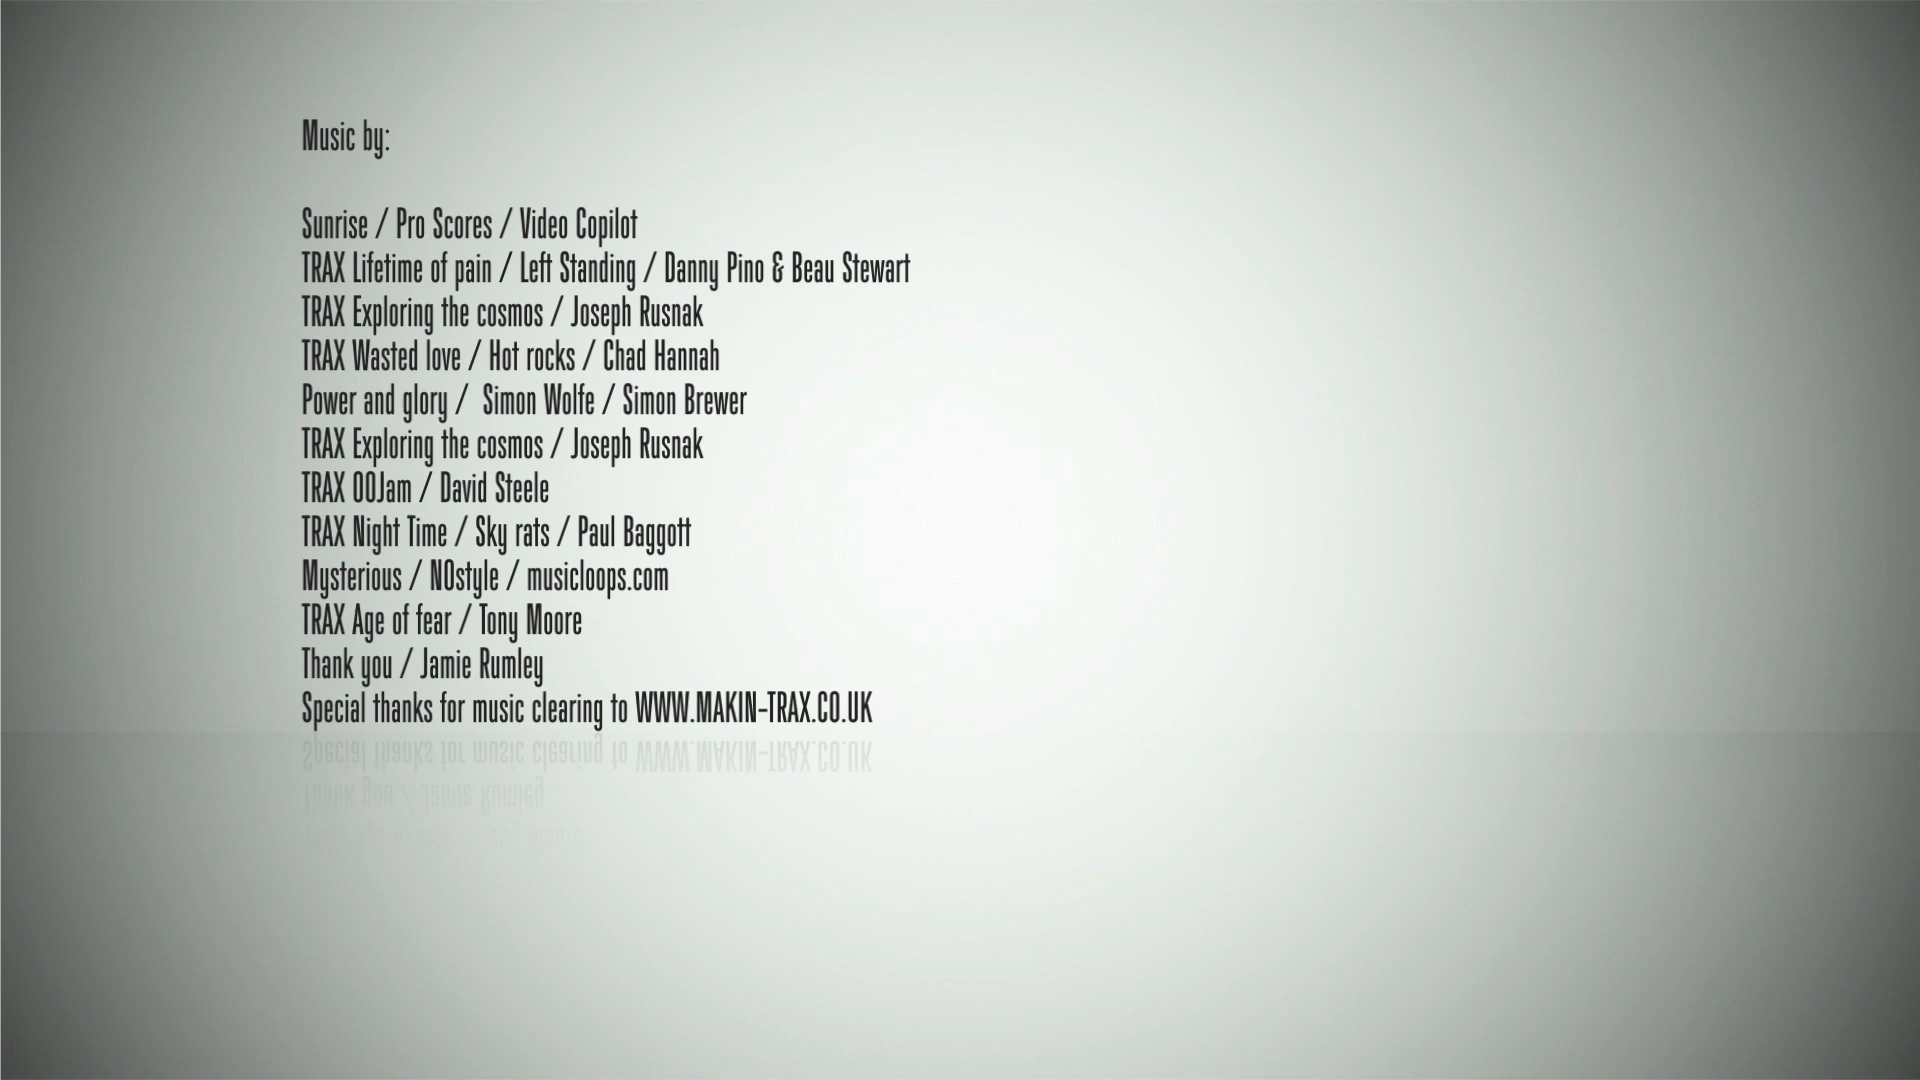 Music by:
Sunrise / Pro Scores / Video Copilot
TRAX Lifetime of pain / Left Standing / Danny Pino & Beau Stewart
TRAX Exploring the cosmos / Joseph Rusnak
TRAX Wasted love / Hot rocks / Chad Hannah
Power and glory / Simon Wolfe / Simon Brewer
TRAX Exploring the cosmos / Joseph Rusnak
TRAX OOJam / David Steele
TRAX Night Time / Sky rats / Paul Baggott
Mysterious / NOstyle / musicloops.com
TRAX Age of fear / Tony Moore
Thank you / Jamie Rumley
Special thanks for music clearing to WWW.MAKIN-TRAX.CO.UK